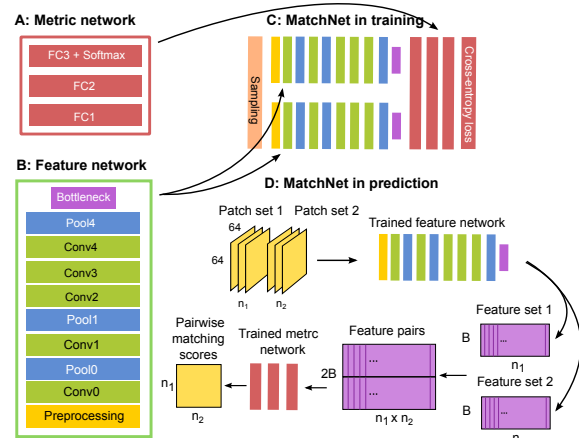 A: Metric network
FC3 + Softmax
FC2
FC1
B: Feature network
Bottleneck
Pool4
Conv4
Conv3
Conv2
Pool1
Conv1
Pool0
Conv0
Preprocessing
C: MatchNet in training
Sampling
Cross-entropy loss
D: MatchNet in prediction
Patch set 1 Patch set 2
64
64
n1 n2
Trained feature network
Feature set 1
B
...
n1
Feature set 2
B
...
Feature pairs
2B
...
...
n1 x n2
Trained metrc
network
Pairwise
matching
scores
n1
n2